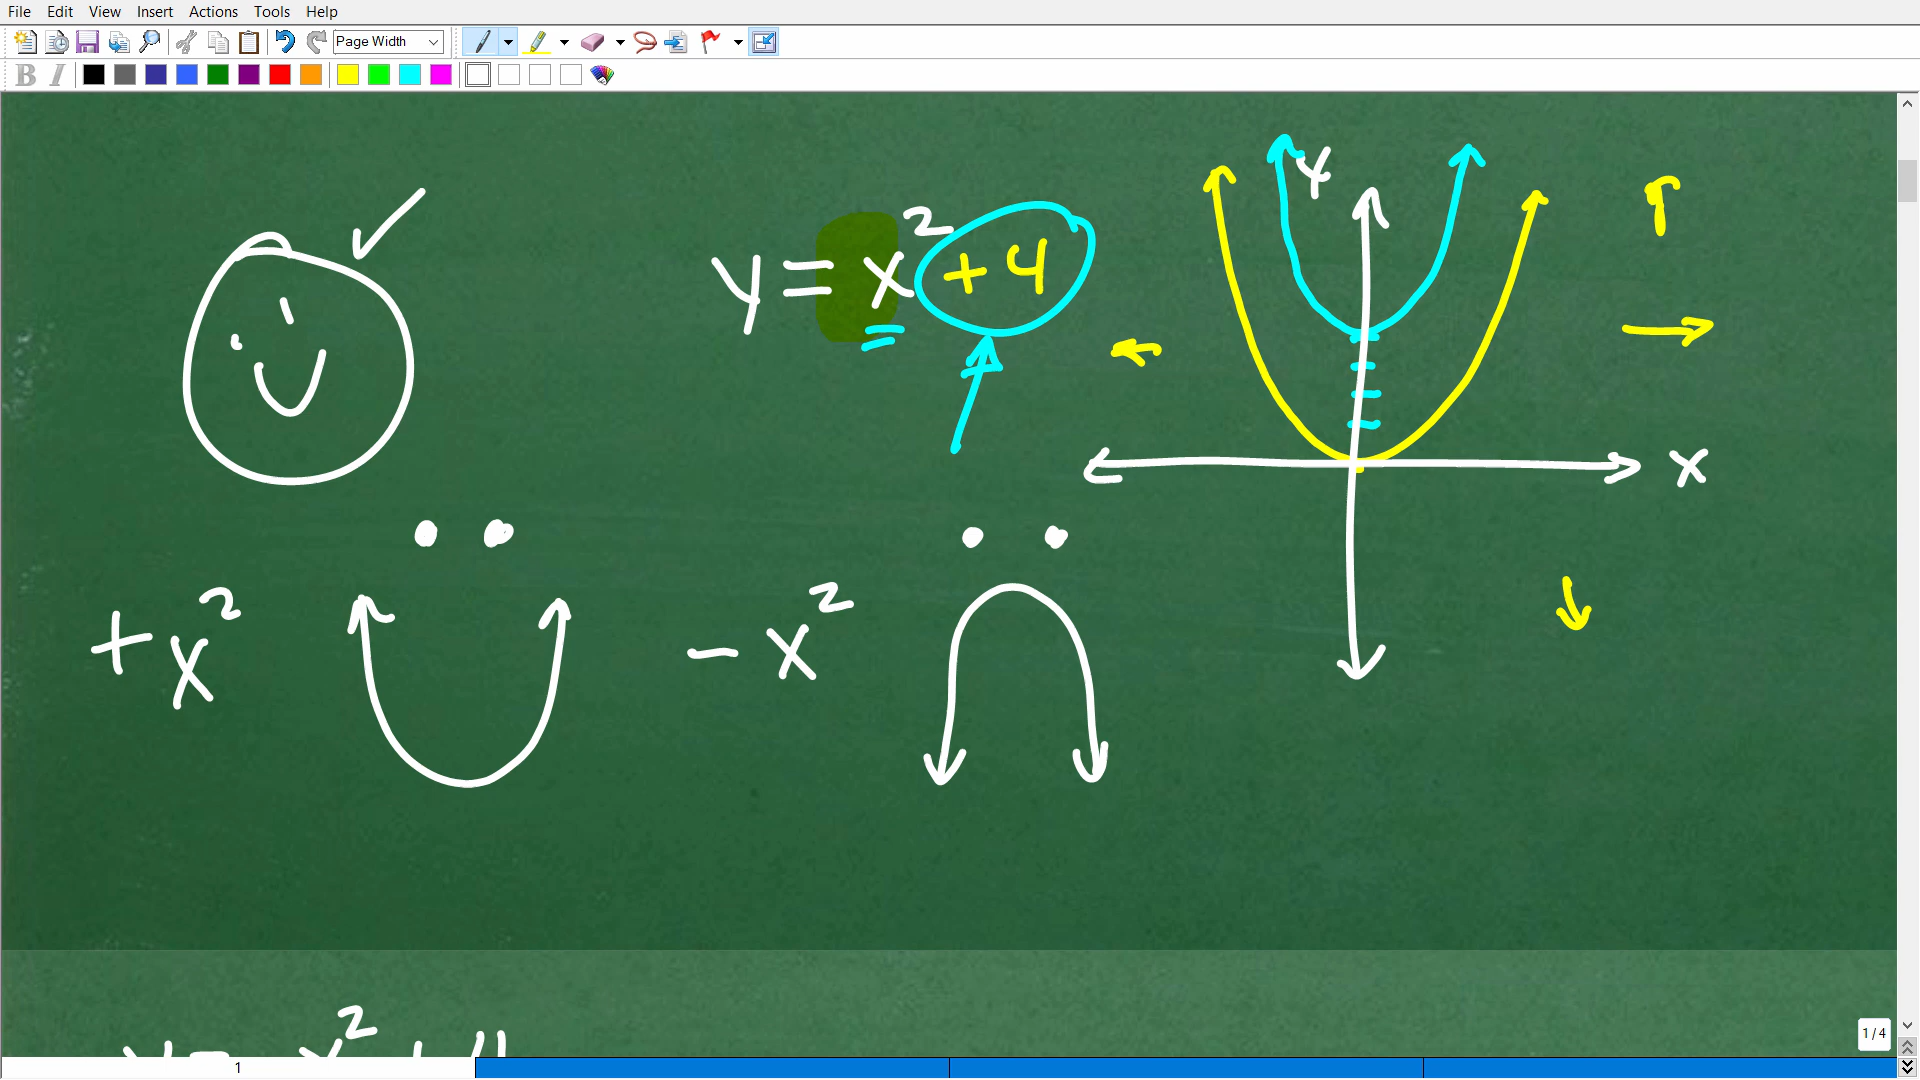 File Edit View Insert Actions Tools Help
Page Width
B I
y = x² + 4
y
x
+x²
-x²
1/4
1